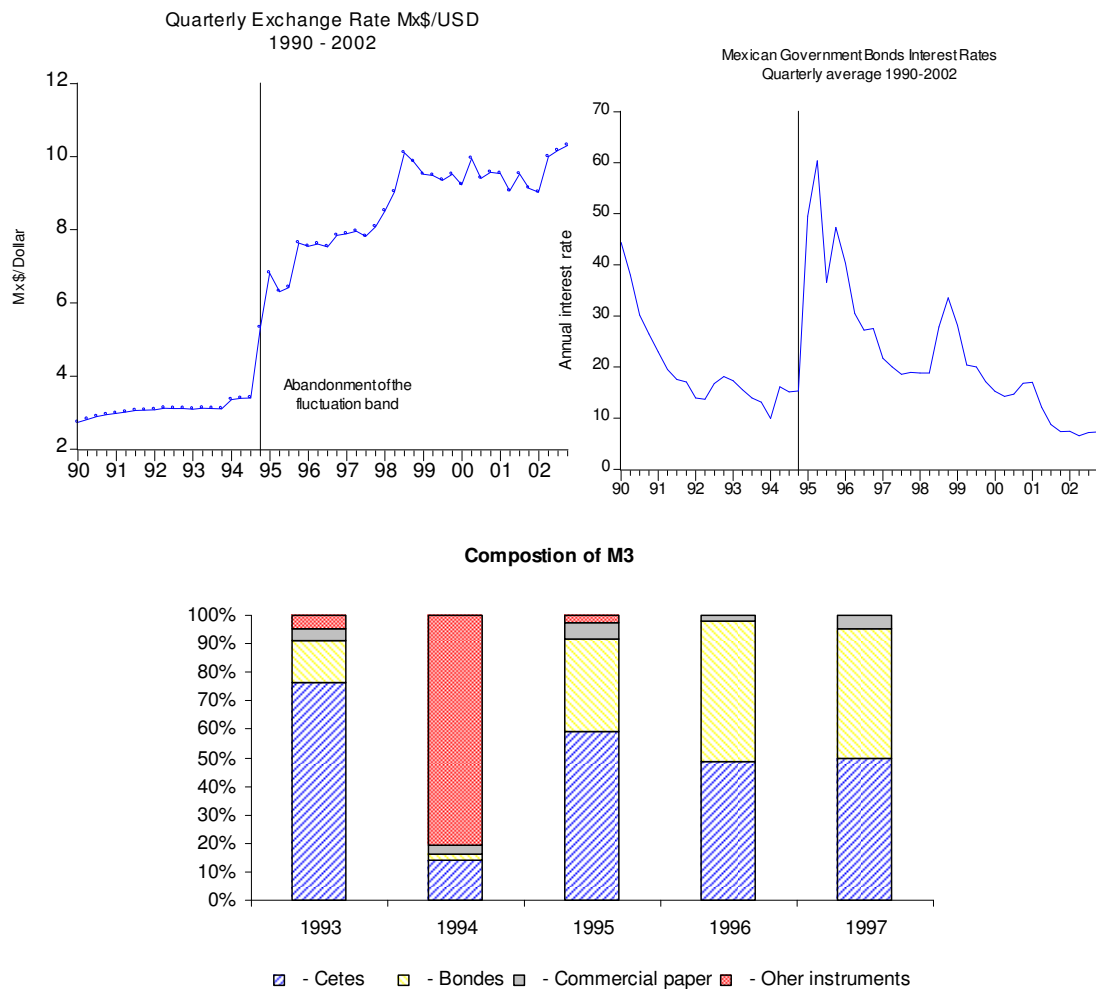 Quarterly Exchange Rate Mx$/USD
1990 - 2002
12
10
8
6
4
2
Mx$/Dollar
Abandonment of the
fluctuation band
90 91 92 93 94 95 96 97 98 99 00 01 02
Mexican Government Bonds Interest Rates
Quarterly average 1990-2002
70
60
50
40
30
20
10
0
Annual interest rate
90 91 92 93 94 95 96 97 98 99 00 01 02
Compostion of M3
100%
90%
80%
70%
60%
50%
40%
30%
20%
10%
0%
1993 1994 1995 1996 1997
- Cetes - Bondes - Commercial paper - Other instruments